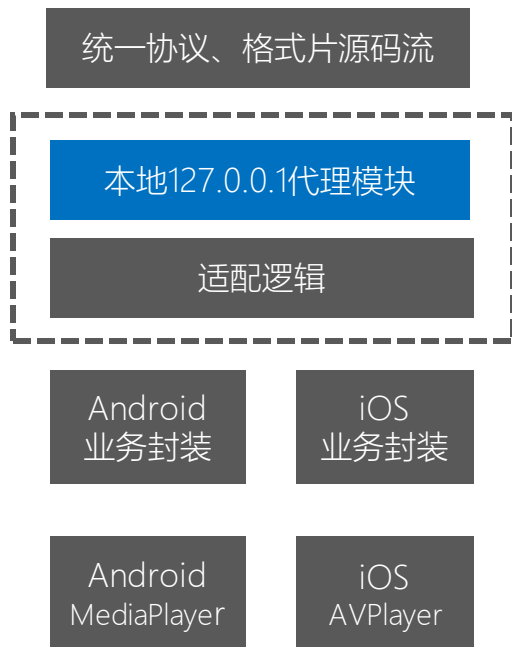 统一协议、格式片源码流
本地127.0.0.1代理模块
适配逻辑
Android
业务封装
iOS
业务封装
Android
MediaPlayer
iOS
AVPlayer